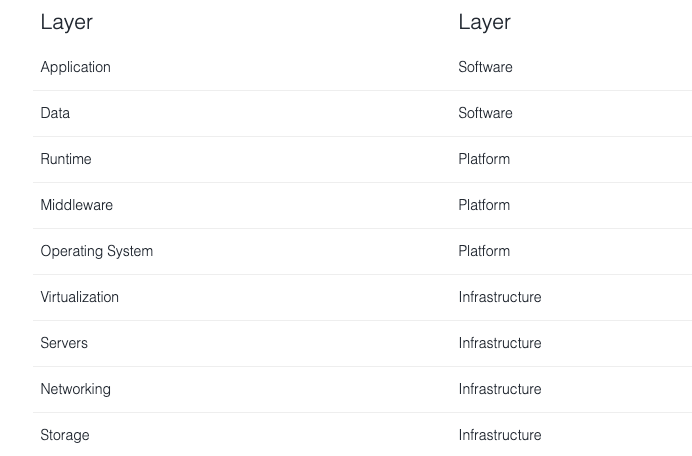 Layer Layer
Application Software
Data Software
Runtime Platform
Middleware Platform
Operating System Platform
Virtualization Infrastructure
Servers Infrastructure
Networking Infrastructure
Storage Infrastructure